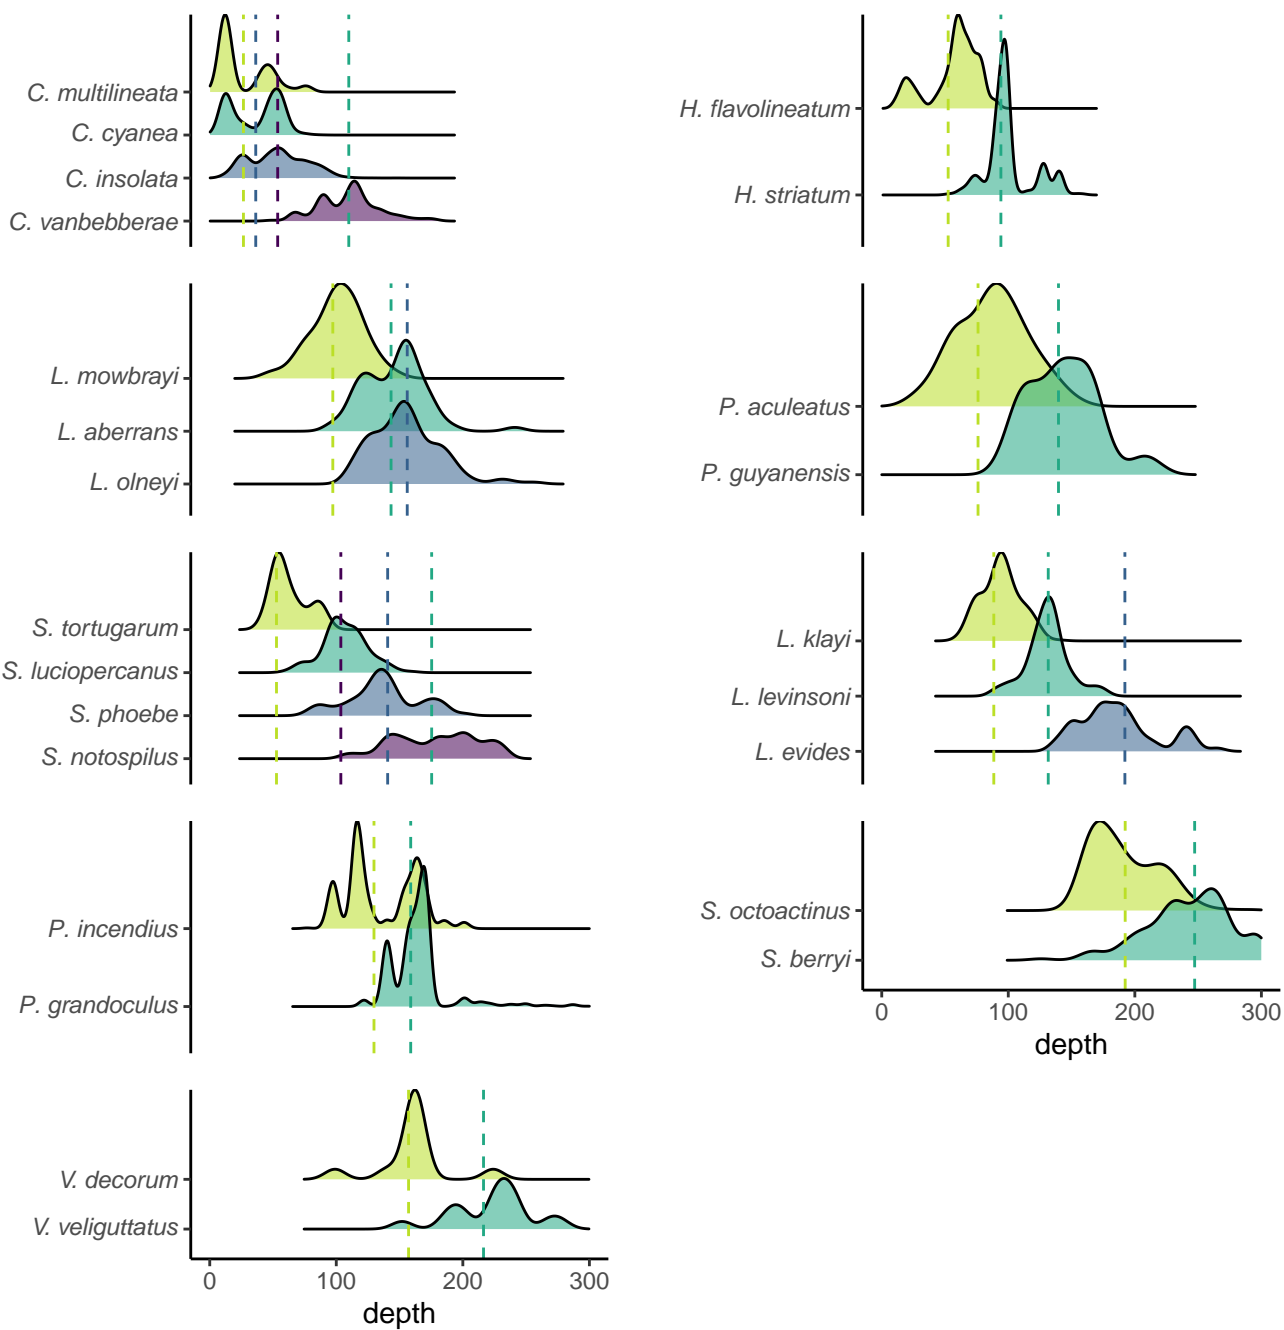 C. multilineata
C. cyanea
C. insolata
C. vanbebberae
H. flavolineatum
H. striatum
L. mowbrayi
L. aberrans
L. olneyi
P. aculeatus
P. guyanensis
S. tortugarum
S. luciopercanus
S. phoebe
S. notospilus
L. klayi
L. levinsoni
L. evides
P. incendius
P. grandoculus
S. octoactinus
S. berryi
0 100 200 300
depth
V. decorum
V. veliguttatus
0 100 200 300
depth